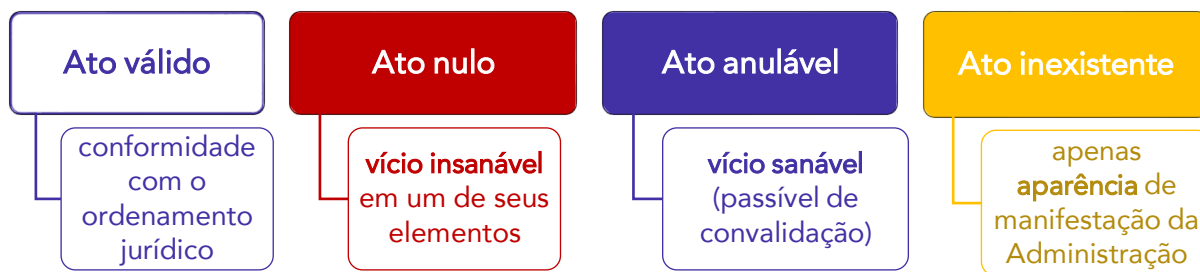 Ato válido
conformidade
com o
ordenamento
jurídico
Ato nulo
vício insanável
em um de seus
elementos
Ato anulável
vício sanável
(passível de
convalidação)
Ato inexistente
apenas
aparência de
manifestação da
Administração